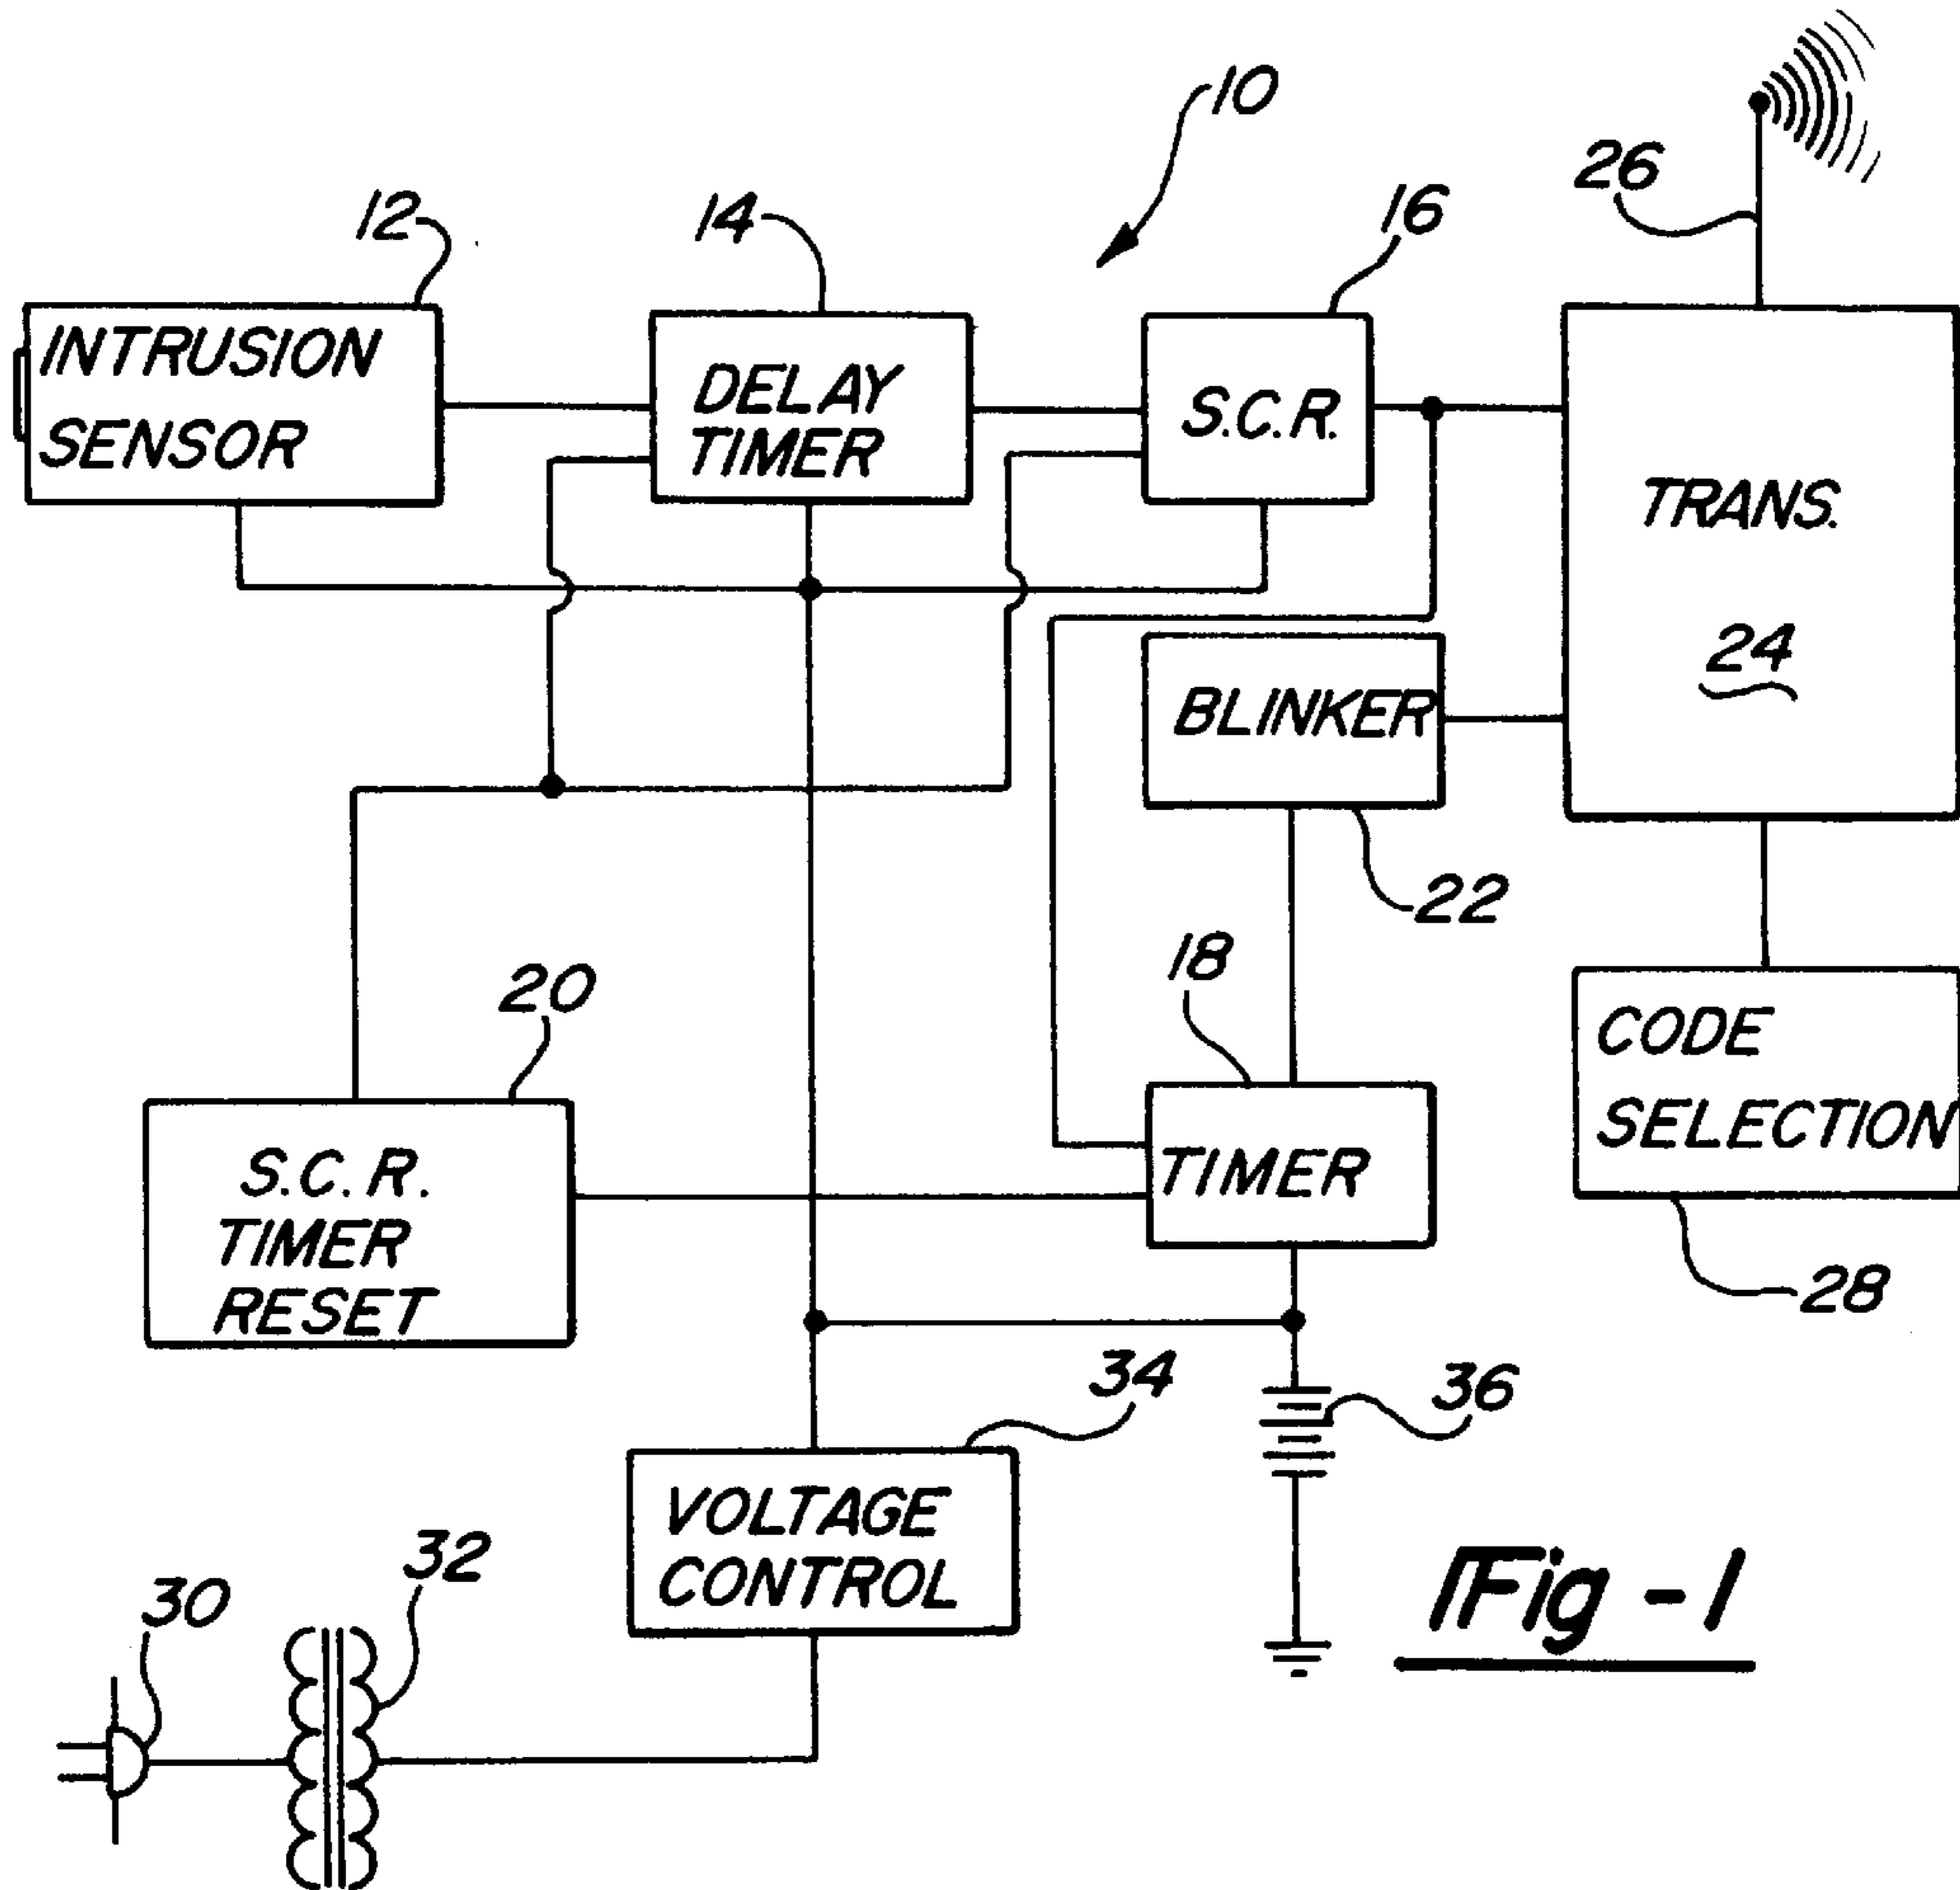 10
26
12
14
16
INTRUSION
SENSOR
DELAY
TIMER
S.C.R.
TRANS.
24
BLINKER
22
18
20
CODE
SELECTION
S.C.R.
TIMER
RESET
TIMER
28
34
36
VOLTAGE
CONTROL
32
30
Fig-1